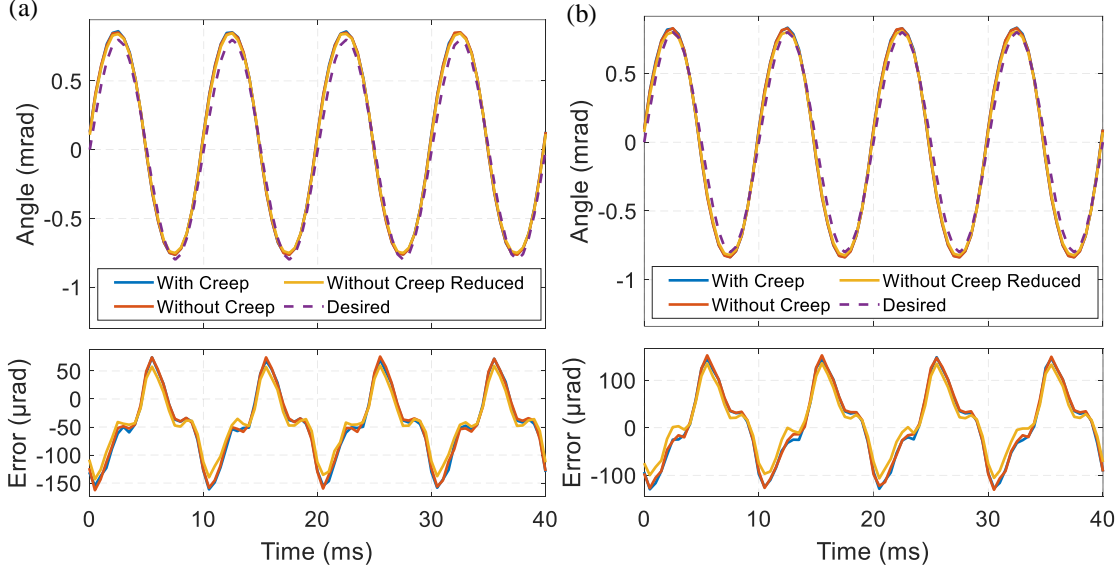 (a)
Angle (mrad)
0.5
0
-0.5
-1
With Creep
Without Creep Reduced
Without Creep
Desired
Error (µrad)
50
0
-50
-100
-150
0 10 20 30 40
Time (ms)
(b)
Angle (mrad)
0.5
0
-0.5
-1
With Creep
Without Creep Reduced
Without Creep
Desired
Error (µrad)
100
0
-100
0 10 20 30 40
Time (ms)